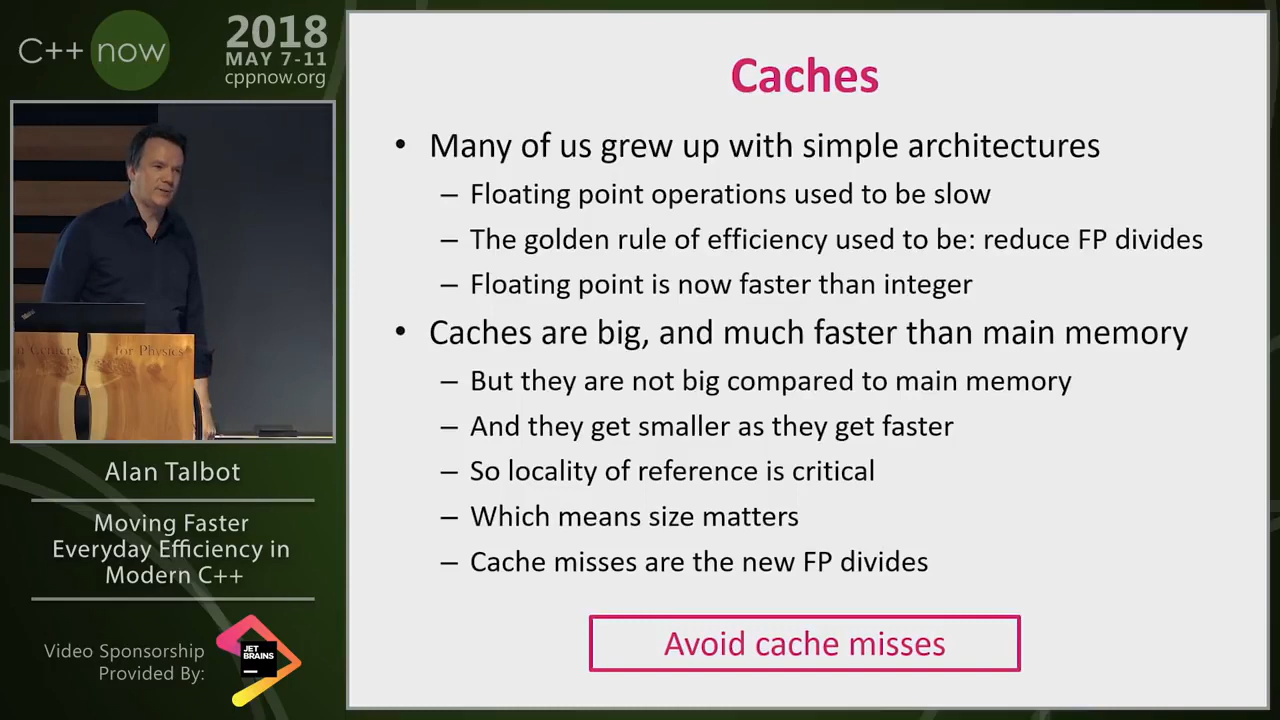 C++ now
2018
MAY 7-11
cppnow.org
Caches
• Many of us grew up with simple architectures
– Floating point operations used to be slow
– The golden rule of efficiency used to be: reduce FP divides
– Floating point is now faster than integer
• Caches are big, and much faster than main memory
– But they are not big compared to main memory
– And they get smaller as they get faster
– So locality of reference is critical
– Which means size matters
– Cache misses are the new FP divides
Avoid cache misses
Center for Physics
Alan Talbot
Moving Faster
Everyday Efficiency in
Modern C++
Video Sponsorship
Provided By:
JET
BRAINS